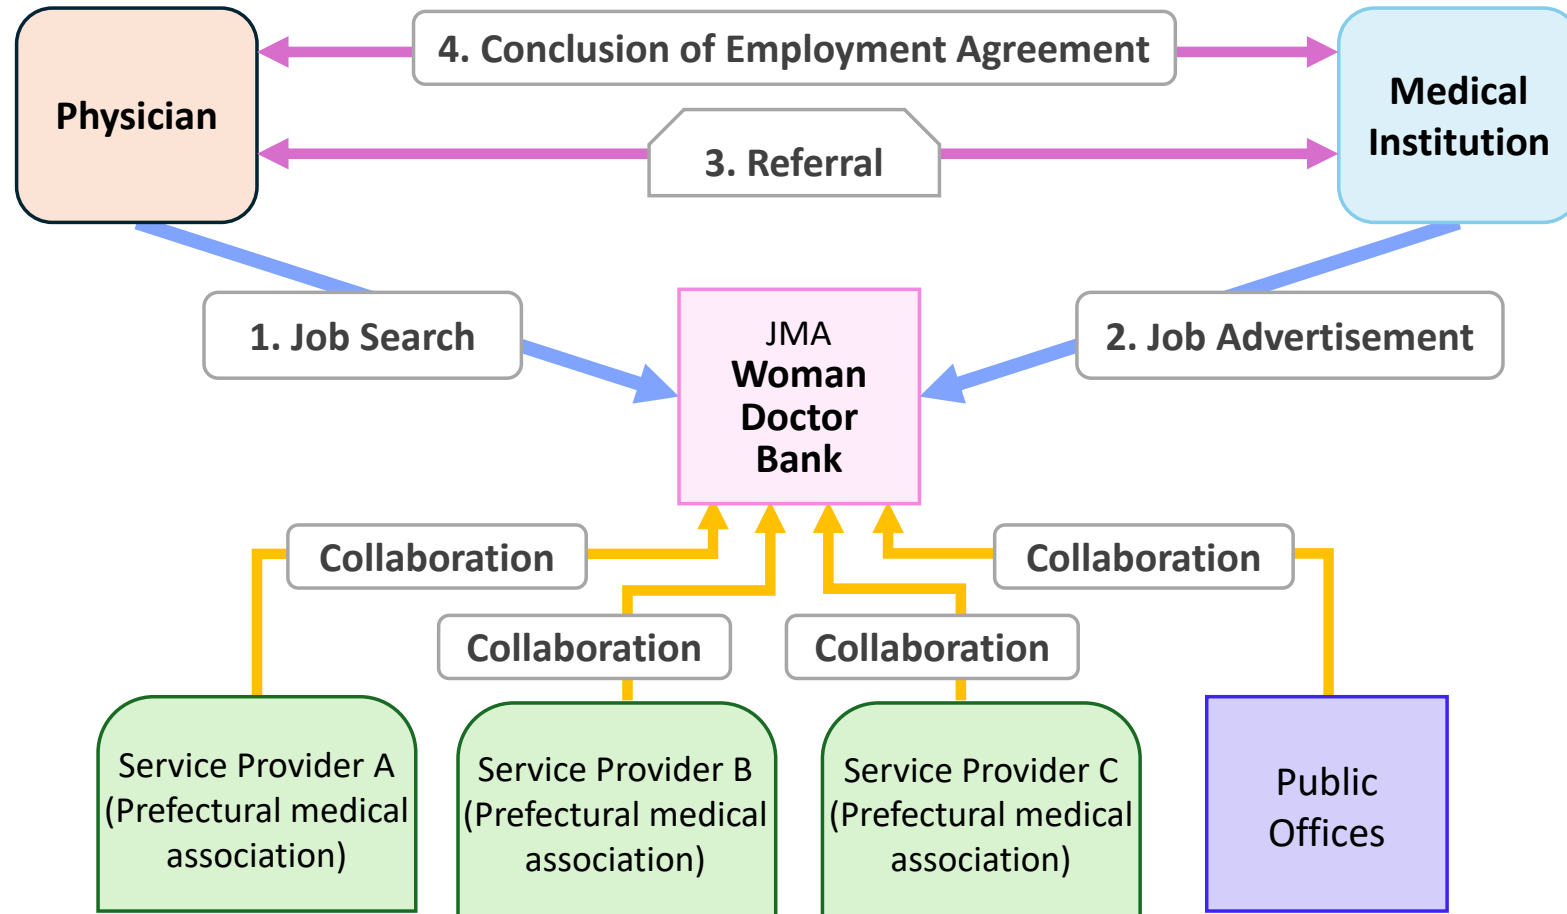 4. Conclusion of Employment Agreement
Physician
Medical
Institution
3. Referral
1. Job Search
JMA
Woman
Doctor
Bank
2. Job Advertisement
Collaboration
Collaboration
Collaboration
Collaboration
Service Provider A
(Prefectural medical
association)
Service Provider B
(Prefectural medical
association)
Service Provider C
(Prefectural medical
association)
Public
Offices